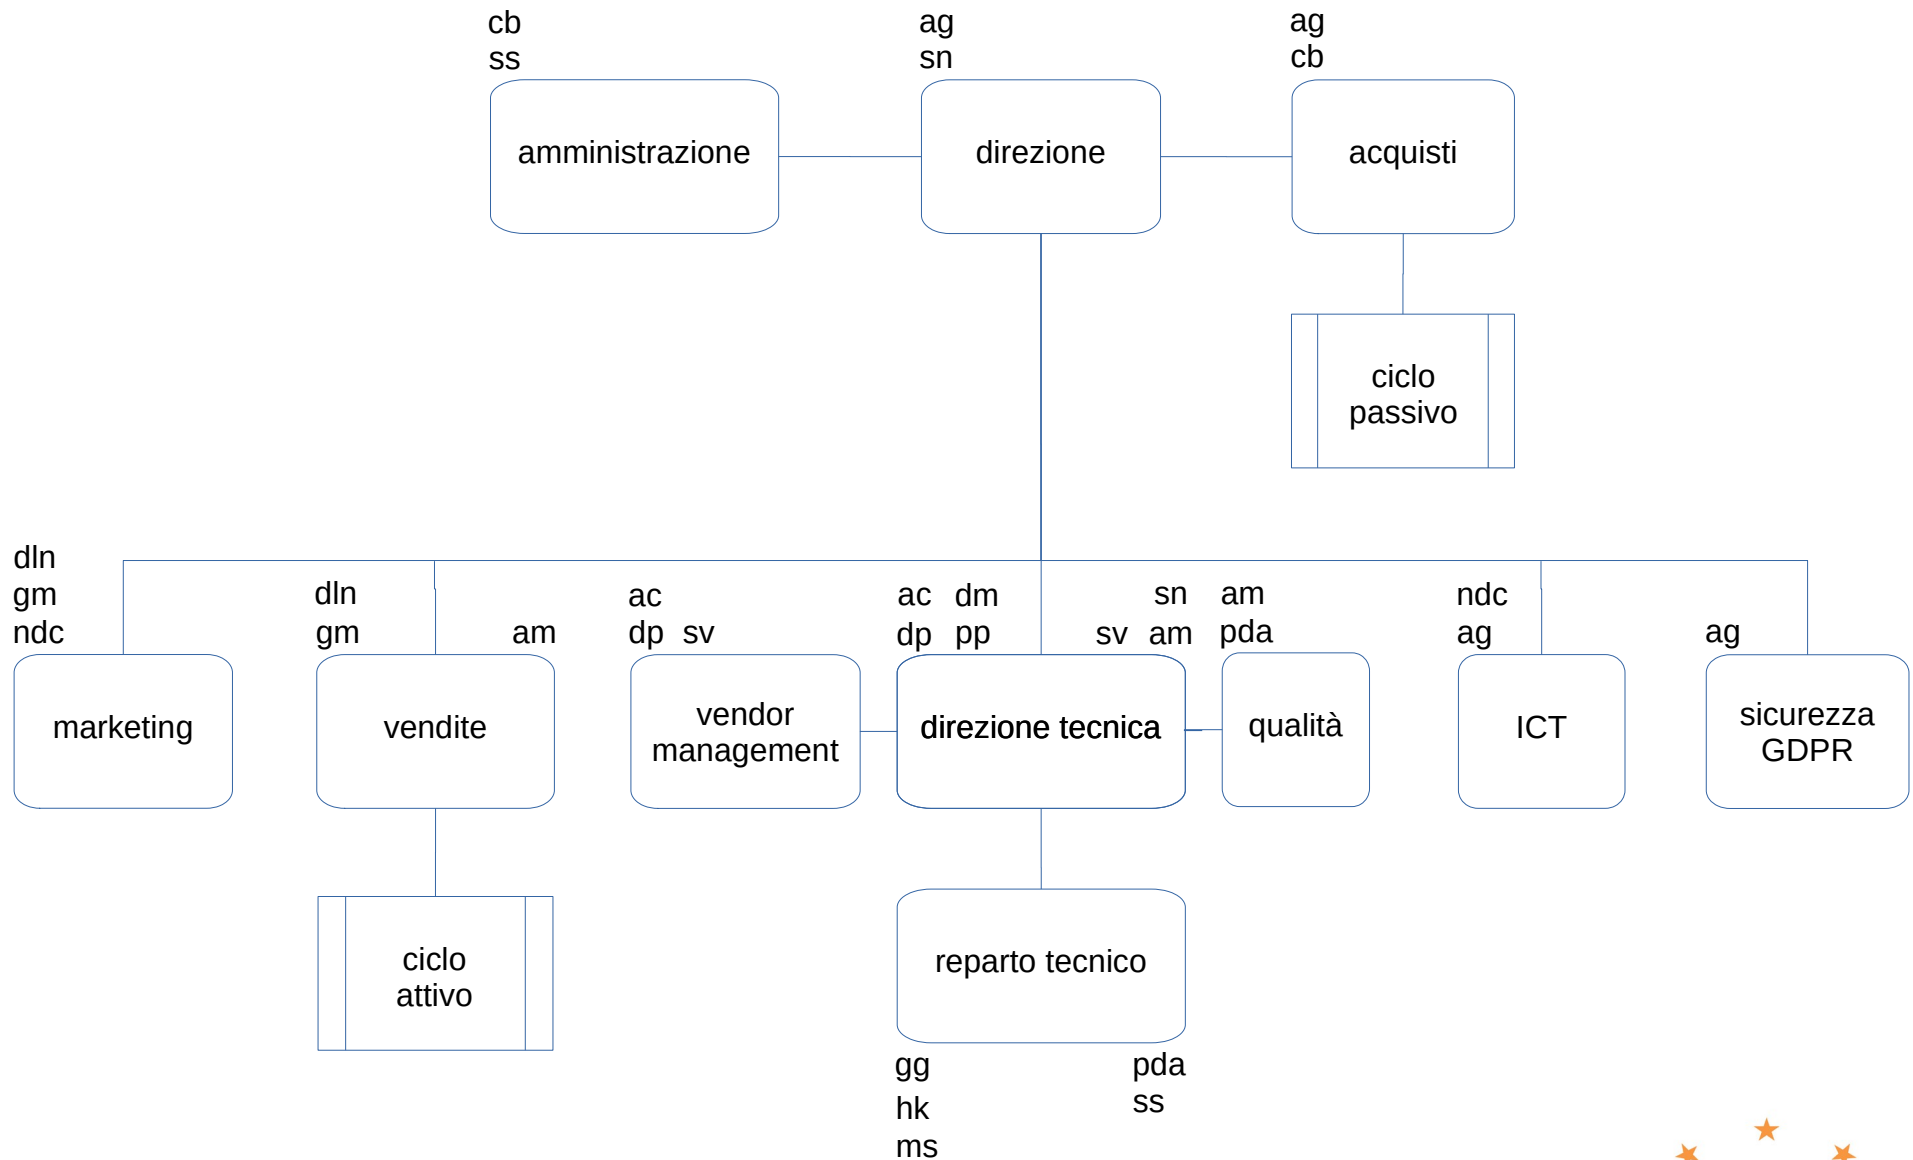 cb
ss
ag
sn
ag
cb
amministrazione
direzione
acquisti
ciclo
passivo
dln
gm
ndc
dln
gm
am
ac
dp sv
ac dm
dp pp
sn
sv am
am
pda
ndc
ag
ag
marketing
vendite
vendor
management
direzione tecnica
qualità
ICT
sicurezza
GDPR
ciclo
attivo
reparto tecnico
gg
hk
ms
pda
ss